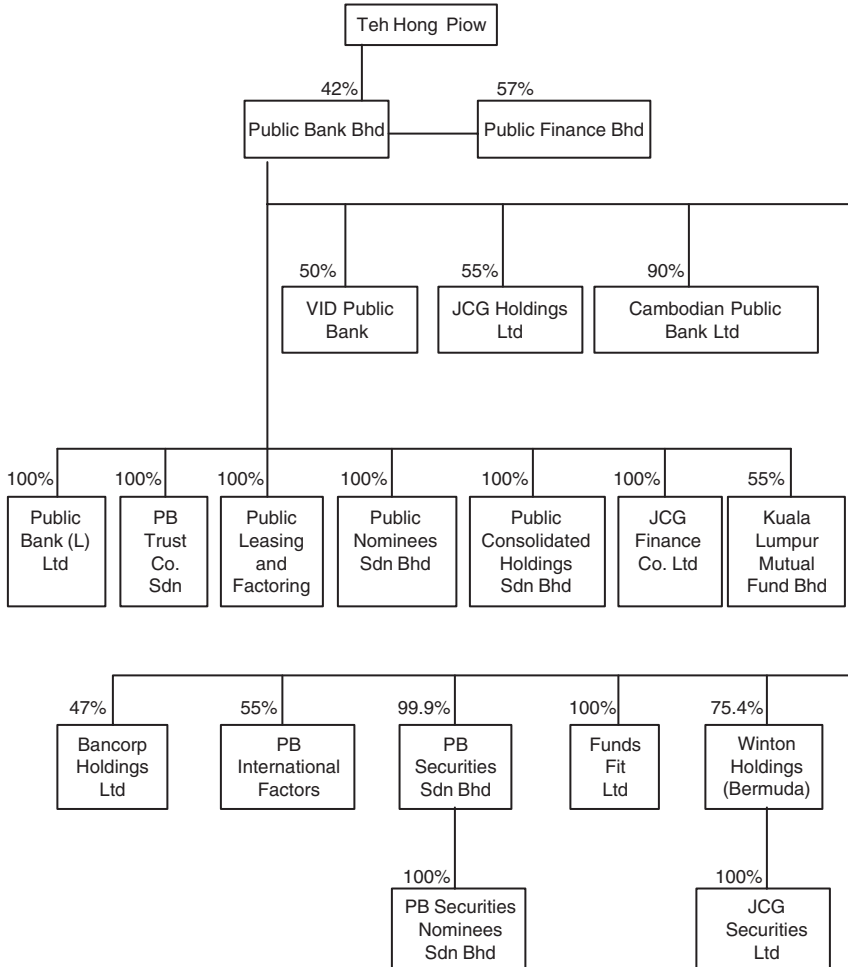 Teh Hong Piow
42%
57%
Public Bank Bhd
Public Finance Bhd
50%
55%
90%
VID Public
Bank
JCG Holdings
Ltd
Cambodian Public
Bank Ltd
100%
100%
100%
100%
100%
100%
55%
Public
Bank (L)
Ltd
PB
Trust
Co.
Sdn
Public
Leasing
and
Factoring
Public
Nominees
Sdn Bhd
Public
Consolidated
Holdings
Sdn Bhd
JCG
Finance
Co. Ltd
Kuala
Lumpur
Mutual
Fund Bhd
47%
55%
99.9%
100%
75.4%
Bancorp
Holdings
Ltd
PB
International
Factors
PB
Securities
Sdn Bhd
Funds
Fit
Ltd
Winton
Holdings
(Bermuda)
100%
100%
PB Securities
Nominees
Sdn Bhd
JCG
Securities
Ltd